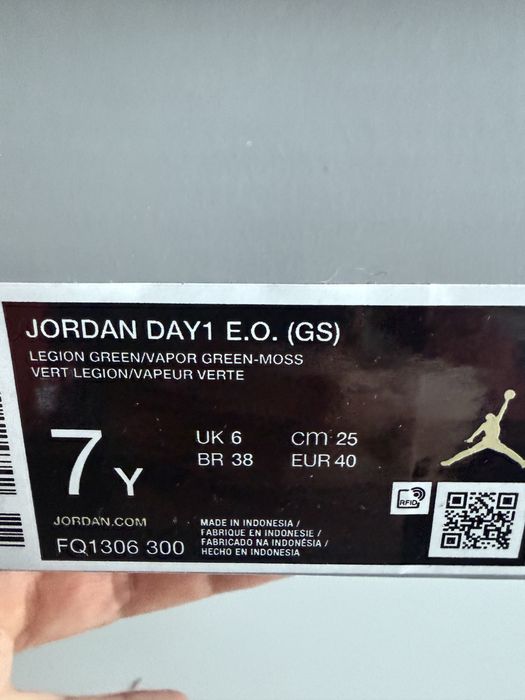 JORDAN DAY1 E.O. (GS)
LEGION GREEN/VAPOR GREEN-MOSS
VERT LEGION/VAPEUR VERTE
7Y
UK 6 cm 25
BR 38 EUR 40
RFID
JORDAN.COM
FQ1306 300
MADE IN INDONESIA /
FABRIQUE EN INDONESIE /
FABRICADO NA INDONÉSIA /
HECHO EN INDONESIA